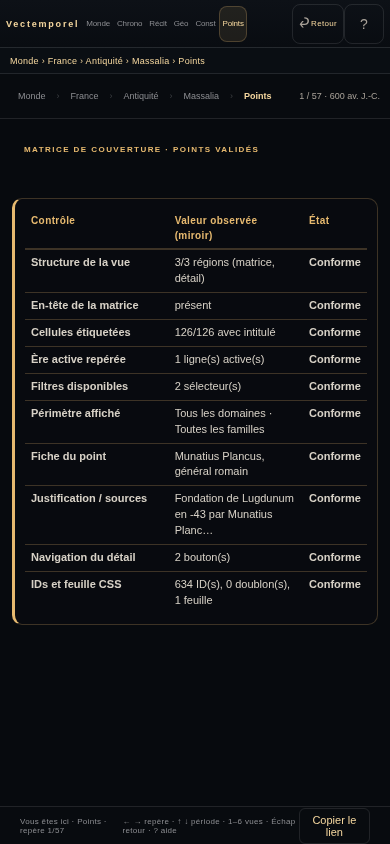 Vectemporel Monde Chrono Récit Géo Const Points Retour ?
Monde › France › Antiquité › Massalia › Points
Monde › France › Antiquité › Massalia › Points 1 / 57 · 600 av. J.-C.
MATRICE DE COUVERTURE · POINTS VALIDÉS
Contrôle Valeur observée (miroir) État
Structure de la vue 3/3 régions (matrice, détail) Conforme
En-tête de la matrice présent Conforme
Cellules étiquetées 126/126 avec intitulé Conforme
Ère active repérée 1 ligne(s) active(s) Conforme
Filtres disponibles 2 sélecteur(s) Conforme
Périmètre affiché Tous les domaines · Toutes les familles Conforme
Fiche du point Munatius Plancus, général romain Conforme
Justification / sources Fondation de Lugdunum en -43 par Munatius Planc… Conforme
Navigation du détail 2 bouton(s) Conforme
IDs et feuille CSS 634 ID(s), 0 doublon(s), 1 feuille Conforme
Vous êtes ici · Points · repère 1/57
← → repère · ↑ ↓ période · 1–6 vues · Échap retour · ? aide
Copier le lien